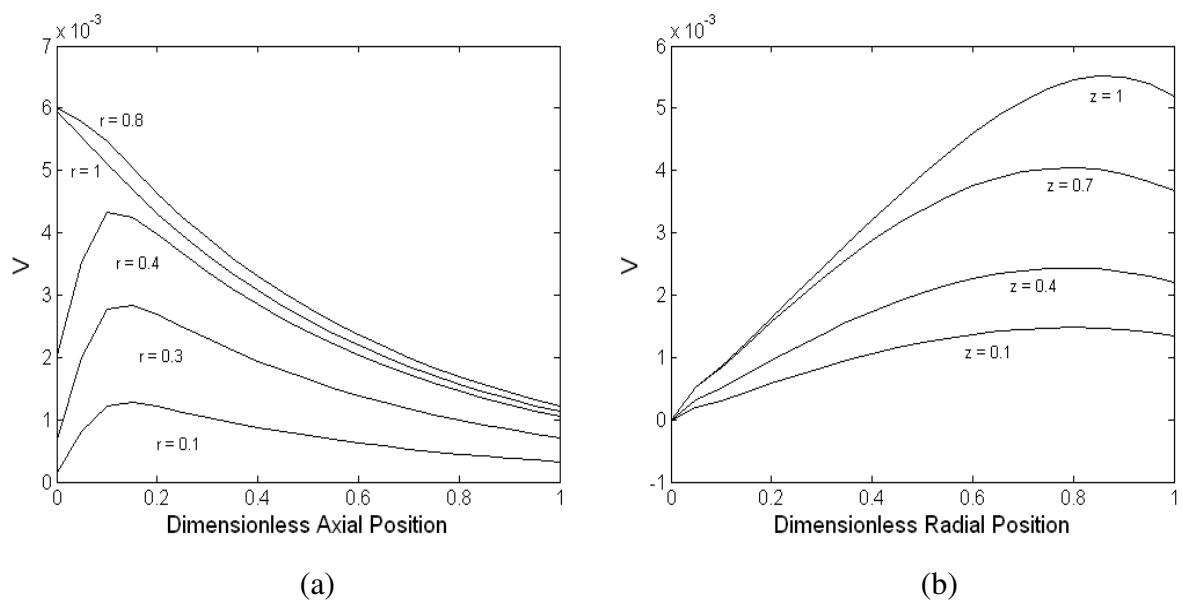 x 10⁻³
7
6
5
4
3
2
1
0
0
0.2
0.4
0.6
0.8
1
V
r = 0.8
r = 1
r = 0.4
r = 0.3
r = 0.1
Dimensionless Axial Position
(a)
x 10⁻³
6
5
4
3
2
1
0
-1
0
0.2
0.4
0.6
0.8
1
V
z = 1
z = 0.7
z = 0.4
z = 0.1
Dimensionless Radial Position
(b)